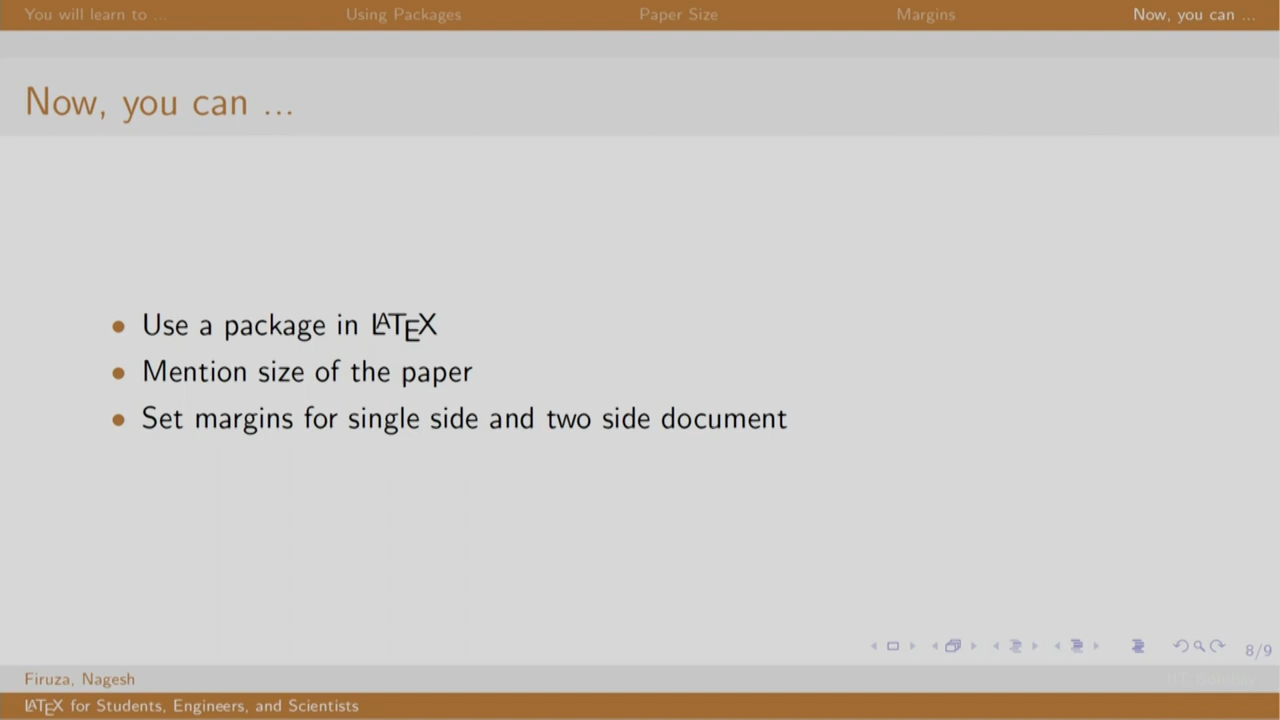 You will learn to ... Using Packages Paper Size Margins Now, you can ...
Now, you can ...
• Use a package in LATEX
• Mention size of the paper
• Set margins for single side and two side document
8/9
Firuza, Nagesh
LATEX for Students, Engineers, and Scientists